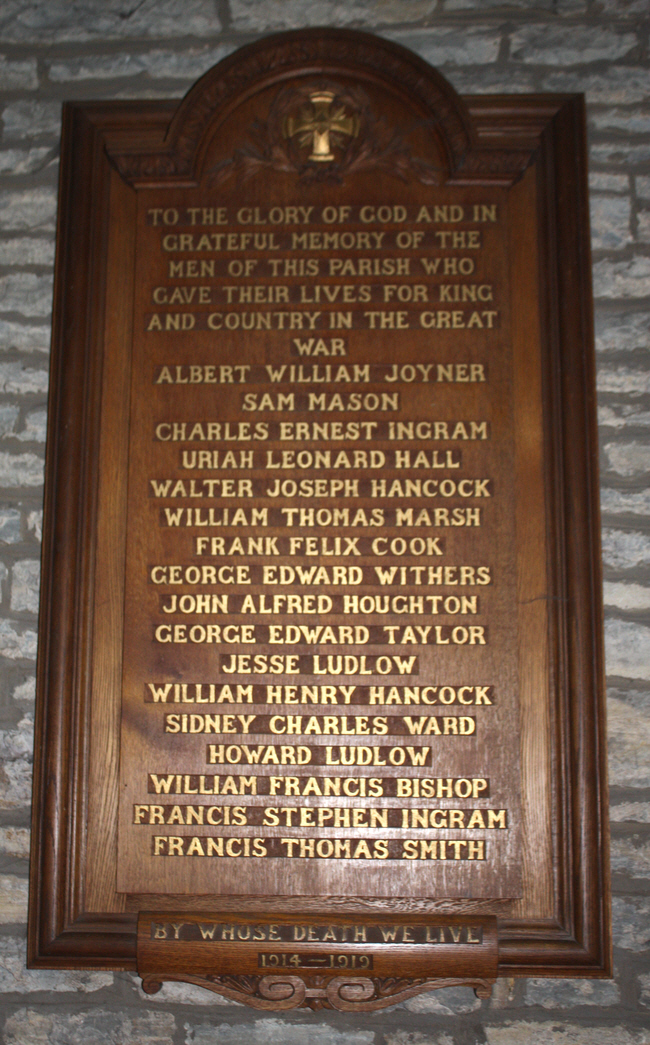 TO THE GLORY OF GOD AND IN
GRATEFUL MEMORY OF THE
MEN OF THIS PARISH WHO
GAVE THEIR LIVES FOR KING
AND COUNTRY IN THE GREAT
WAR
ALBERT WILLIAM JOYNER
SAM MASON
CHARLES ERNEST INGRAM
URIAH LEONARD HALL
WALTER JOSEPH HANCOCK
WILLIAM THOMAS MARSH
FRANK FELIX COOK
GEORGE EDWARD WITHERS
JOHN ALFRED HOUGHTON
GEORGE EDWARD TAYLOR
JESSE LUDLOW
WILLIAM HENRY HANCOCK
SIDNEY CHARLES WARD
HOWARD LUDLOW
WILLIAM FRANCIS BISHOP
FRANCIS STEPHEN INGRAM
FRANCIS THOMAS SMITH
BY WHOSE DEATH WE LIVE
1914—1919